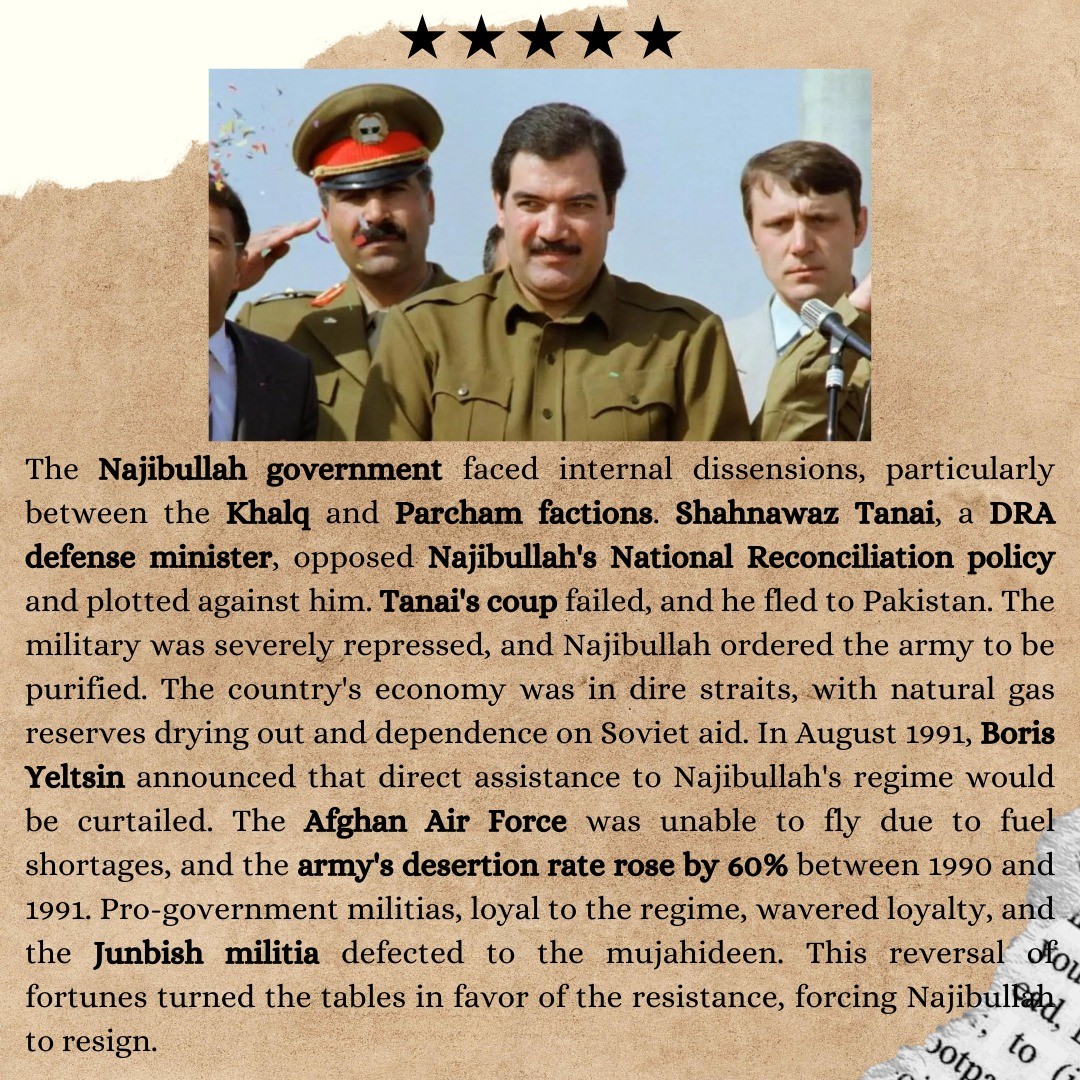 The Najibullah government faced internal dissensions, particularly
between the Khalq and Parcham factions. Shahnawaz Tanai, a DRA
defense minister, opposed Najibullah's National Reconciliation policy
and plotted against him. Tanai's coup failed, and he fled to Pakistan. The
military was severely repressed, and Najibullah ordered the army to be
purified. The country's economy was in dire straits, with natural gas
reserves drying out and dependence on Soviet aid. In August 1991, Boris
Yeltsin announced that direct assistance to Najibullah's regime would
be curtailed. The Afghan Air Force was unable to fly due to fuel
shortages, and the army's desertion rate rose by 60% between 1990 and
1991. Pro-government militias, loyal to the regime, wavered loyalty, and
the Junbish militia defected to the mujahideen. This reversal of
fortunes turned the tables in favor of the resistance, forcing Najibullah
to resign.
to